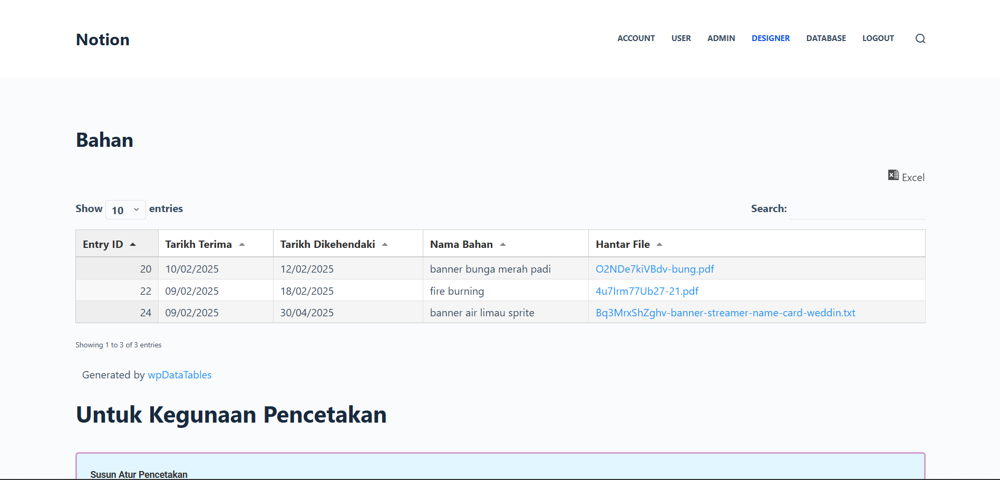 Notion
ACCOUNT USER ADMIN DESIGNER DATABASE LOGOUT
Bahan
Excel
Show 10 entries Search:
Entry ID Tarikh Terima Tarikh Dikehendaki Nama Bahan Hantar File
20 10/02/2025 12/02/2025 banner bunga merah padi O2NDe7kiVBdv-bung.pdf
22 09/02/2025 18/02/2025 fire burning 4u7Irm77Ub27-21.pdf
24 09/02/2025 30/04/2025 banner air limau sprite Bq3MrxShZghv-banner-streamer-name-card-weddin.txt
Showing 1 to 3 of 3 entries
Generated by wpDataTables
Untuk Kegunaan Pencetakan
Susun Atur Pencetakan